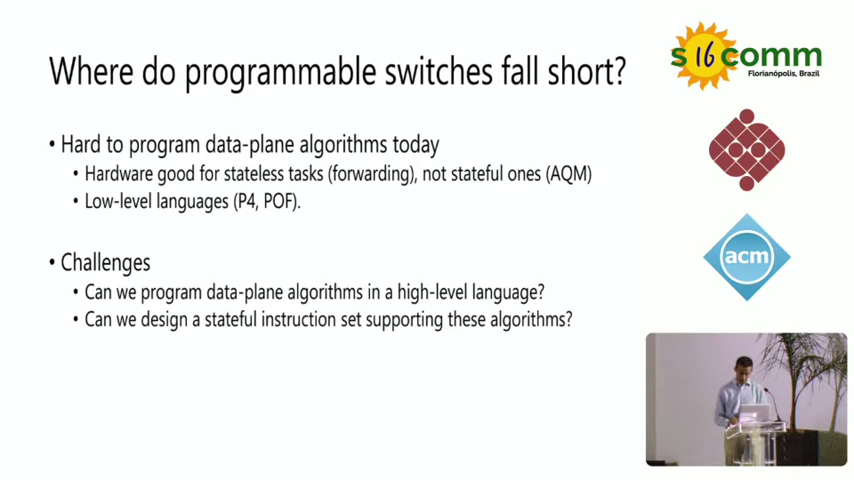 Where do programmable switches fall short?
• Hard to program data-plane algorithms today
• Hardware good for stateless tasks (forwarding), not stateful ones (AQM)
• Low-level languages (P4, POF).
• Challenges
• Can we program data-plane algorithms in a high-level language?
• Can we design a stateful instruction set supporting these algorithms?
s16comm
Florianópolis, Brazil
acm